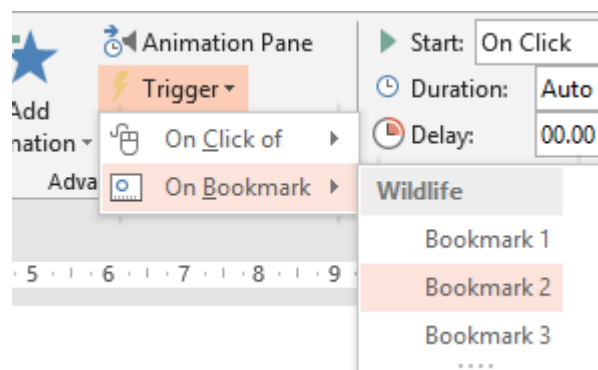 Animation Pane
Start: On Click
Trigger
Duration: Auto
Add
nation
On Click of
Delay: 00.00
Adva
On Bookmark
Wildlife
Bookmark 1
5 6 7 8 9
Bookmark 2
Bookmark 3